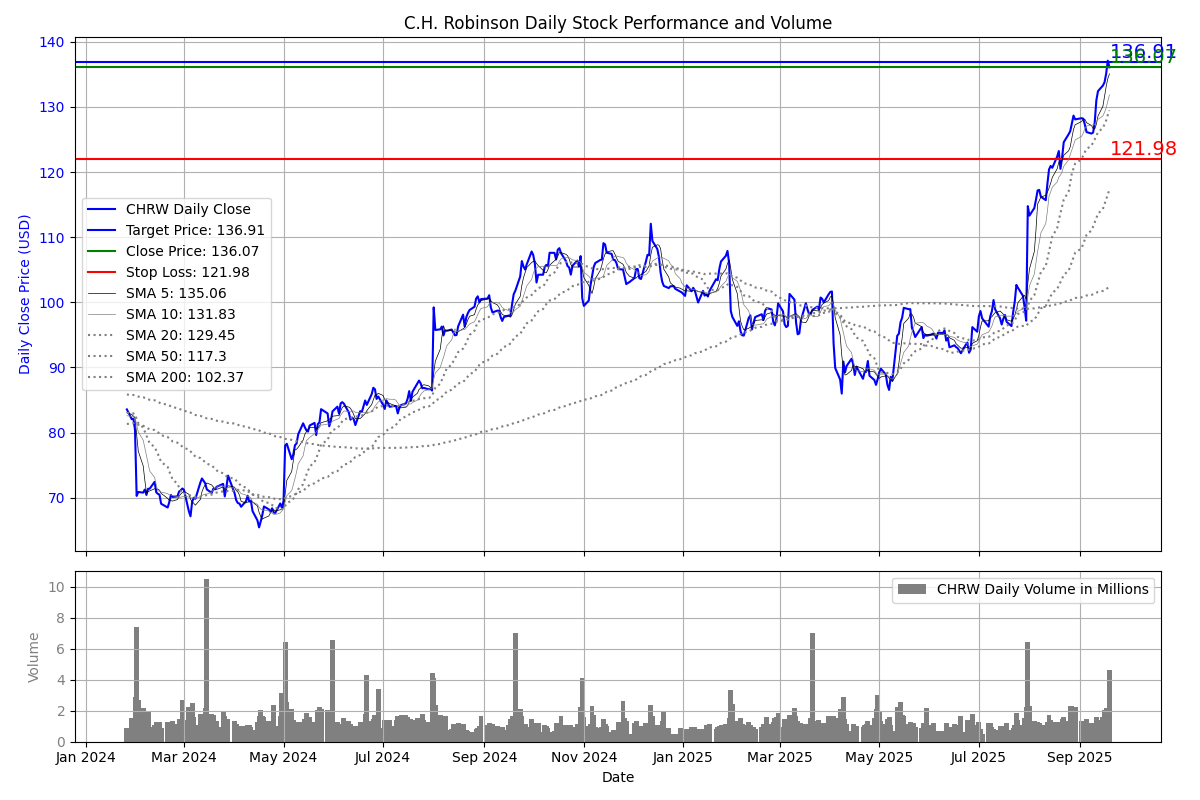 C.H. Robinson Daily Stock Performance and Volume
140
130
120
110
100
90
80
70
Daily Close Price (USD)
136.91
136.07
121.98
CHRW Daily Close
Target Price: 136.91
Close Price: 136.07
Stop Loss: 121.98
SMA 5: 135.06
SMA 10: 131.83
SMA 20: 129.45
SMA 50: 117.3
SMA 200: 102.37
10
8
6
4
2
0
Volume
CHRW Daily Volume in Millions
Jan 2024 Mar 2024 May 2024 Jul 2024 Sep 2024 Nov 2024 Jan 2025 Mar 2025 May 2025 Jul 2025 Sep 2025
Date